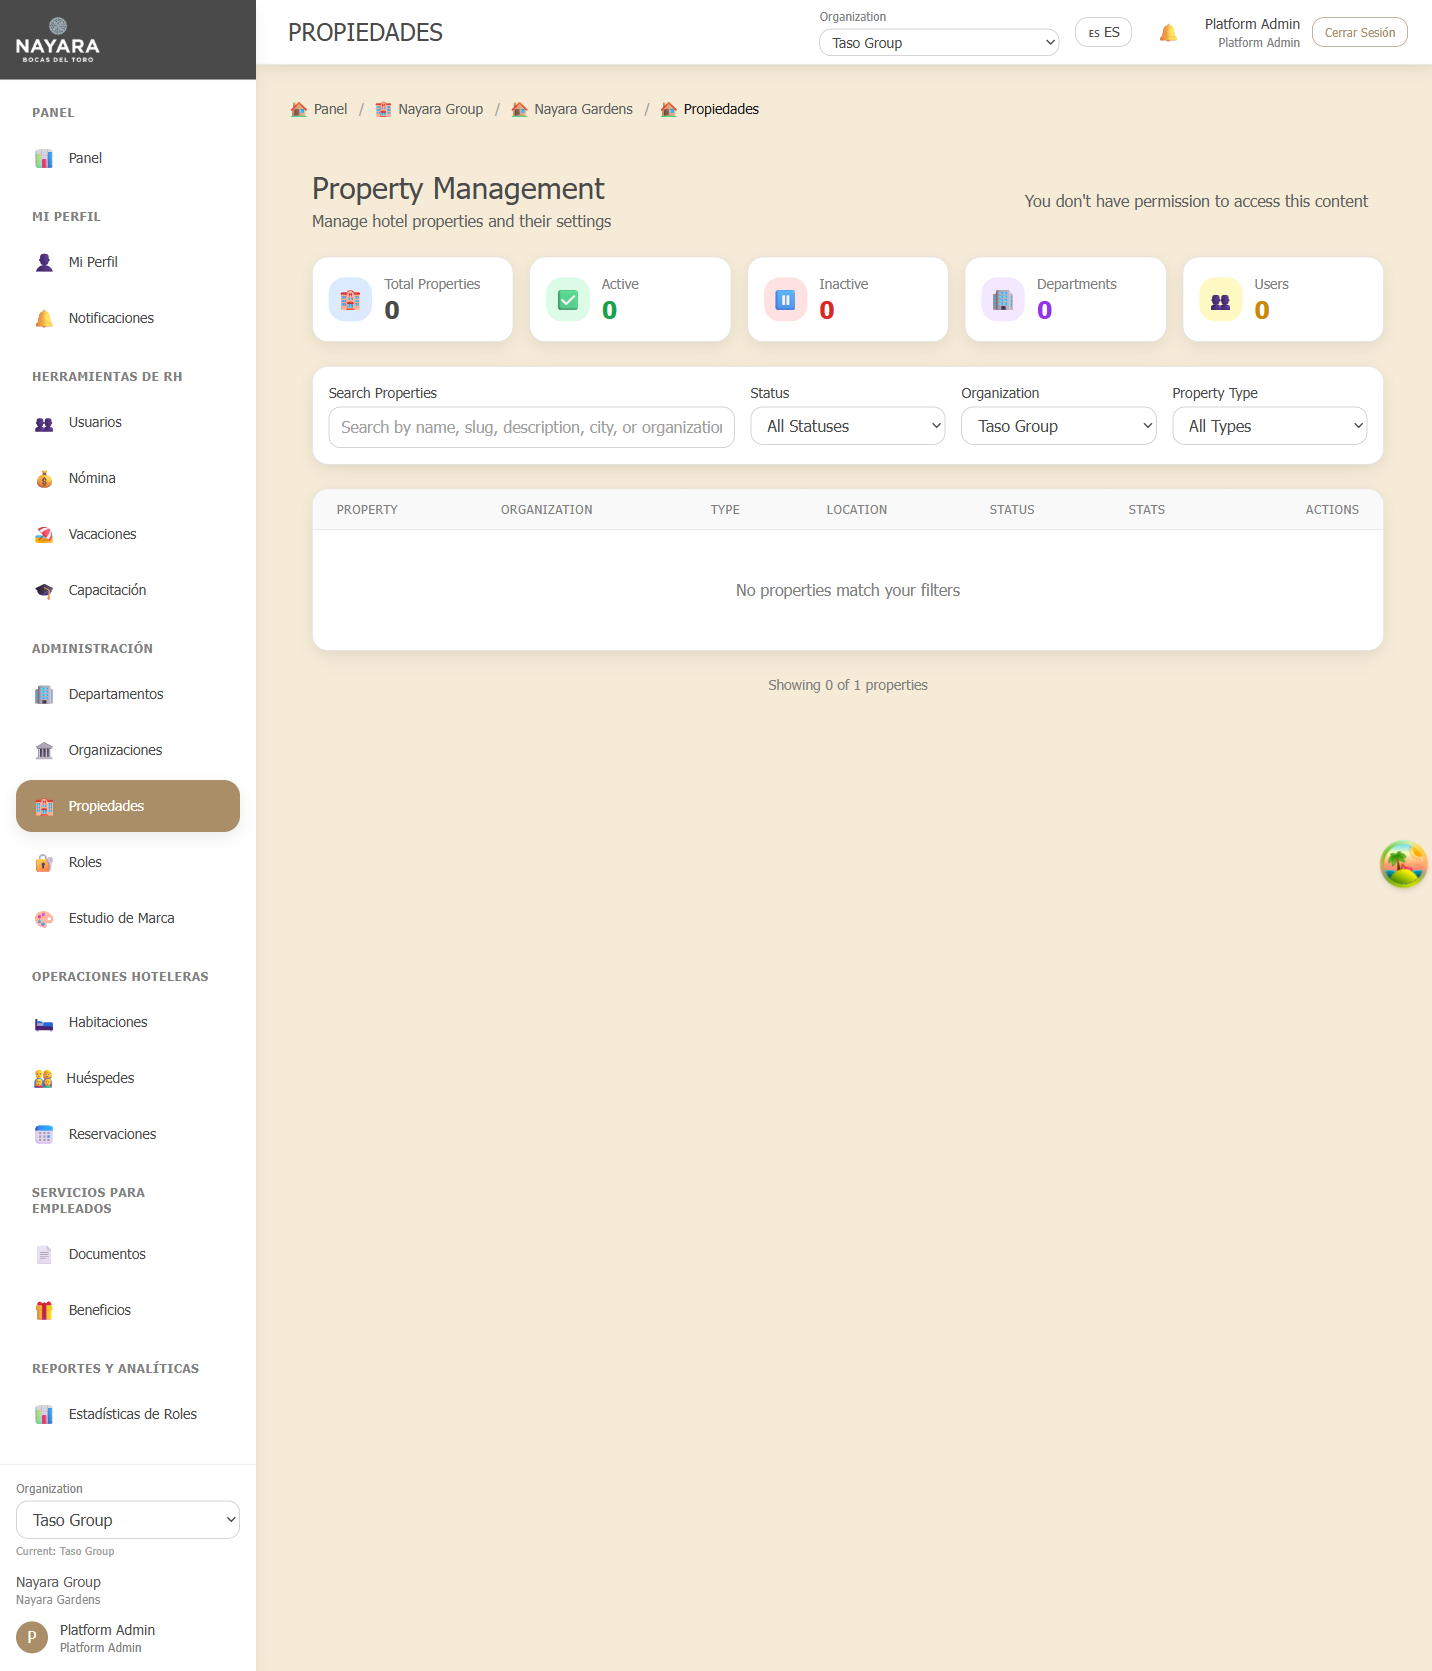 NAYARA
BOCAS DEL TORO
PROPIEDADES
Organization
Taso Group
ES ES
Platform Admin
Platform Admin
Cerrar Sesión
PANEL
Panel
MI PERFIL
Mi Perfil
Notificaciones
HERRAMIENTAS DE RH
Usuarios
Nómina
Vacaciones
Capacitación
ADMINISTRACIÓN
Departamentos
Organizaciones
Propiedades
Roles
Estudio de Marca
OPERACIONES HOTELERAS
Habitaciones
Huéspedes
Reservaciones
SERVICIOS PARA
EMPLEADOS
Documentos
Beneficios
REPORTES Y ANALÍTICAS
Estadísticas de Roles
Organization
Taso Group
Current: Taso Group
Nayara Group
Nayara Gardens
P
Platform Admin
Platform Admin
Panel / Nayara Group / Nayara Gardens / Propiedades
Property Management
Manage hotel properties and their settings
You don't have permission to access this content
Total Properties
0
Active
0
Inactive
0
Departments
0
Users
0
Search Properties
Search by name, slug, description, city, or organization
Status
All Statuses
Organization
Taso Group
Property Type
All Types
PROPERTY ORGANIZATION TYPE LOCATION STATUS STATS ACTIONS
No properties match your filters
Showing 0 of 1 properties